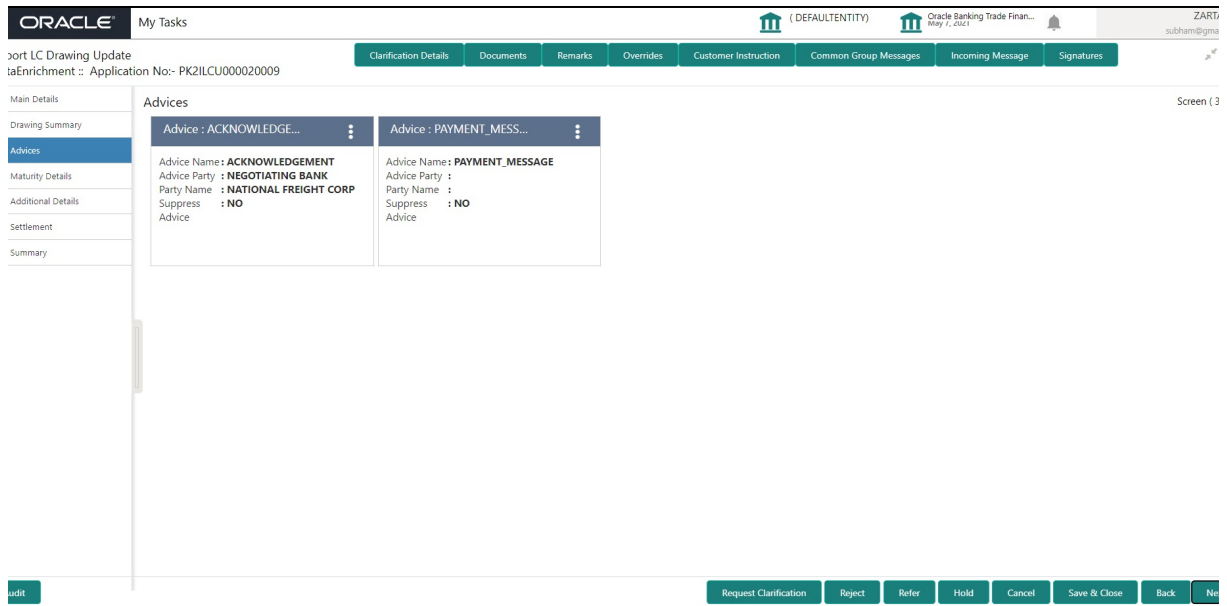 ORACLE®
My Tasks
( DEFAULTENTITY)
Oracle Banking Trade Finan...
May 7, 2021
ZARTA
subham@gma
port LC Drawing Update
taEnrichment :: Application No:- PK2ILCU000020009
Clarification Details
Documents
Remarks
Overrides
Customer Instruction
Common Group Messages
Incoming Message
Signatures
Main Details
Drawing Summary
Advices
Maturity Details
Additional Details
Settlement
Summary
Advices
Screen ( 3
Advice : ACKNOWLEDGE...
Advice Name : ACKNOWLEDGEMENT
Advice Party : NEGOTIATING BANK
Party Name : NATIONAL FREIGHT CORP
Suppress : NO
Advice
Advice : PAYMENT_MESS...
Advice Name : PAYMENT_MESSAGE
Advice Party :
Party Name :
Suppress : NO
Advice
udit
Request Clarification
Reject
Refer
Hold
Cancel
Save & Close
Back
Ne